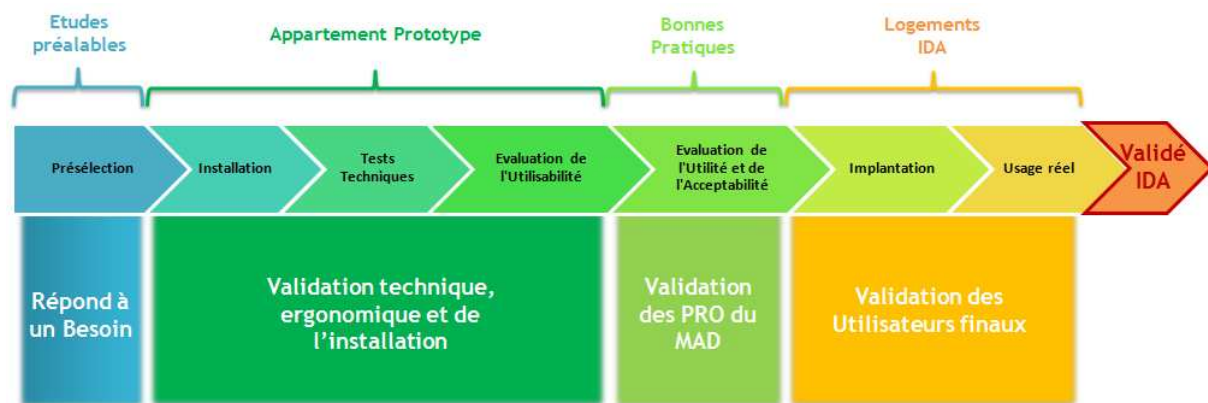 Etudes
préalables
Appartement Prototype
Bonnes
Pratiques
Logements
IDA
Présélection
Installation
Tests
Techniques
Evaluation de
l'Utilisabilité
Evaluation de
l'Utilité et de
l'Acceptabilité
Implantation
Usage réel
Validé
IDA
Répond à
un Besoin
Validation technique,
ergonomique et de
l’installation
Validation
des PRO du
MAD
Validation des
Utilisateurs finaux